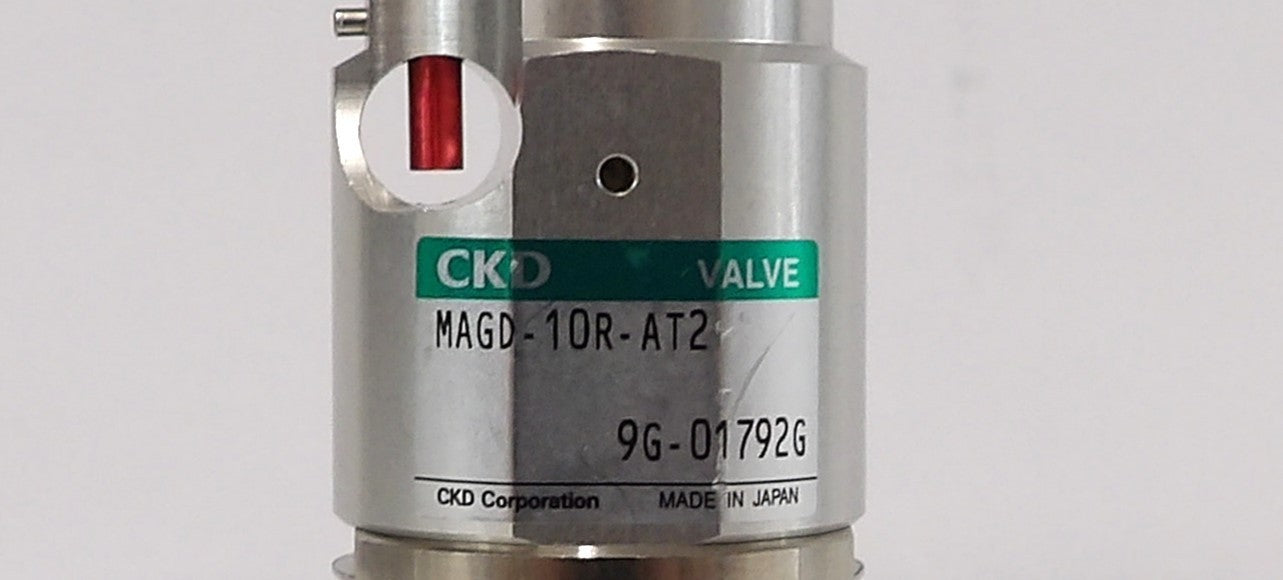 CKD VALVE
MAGD-10R-AT2
9G-01792G
CKD Corporation MADE IN JAPAN